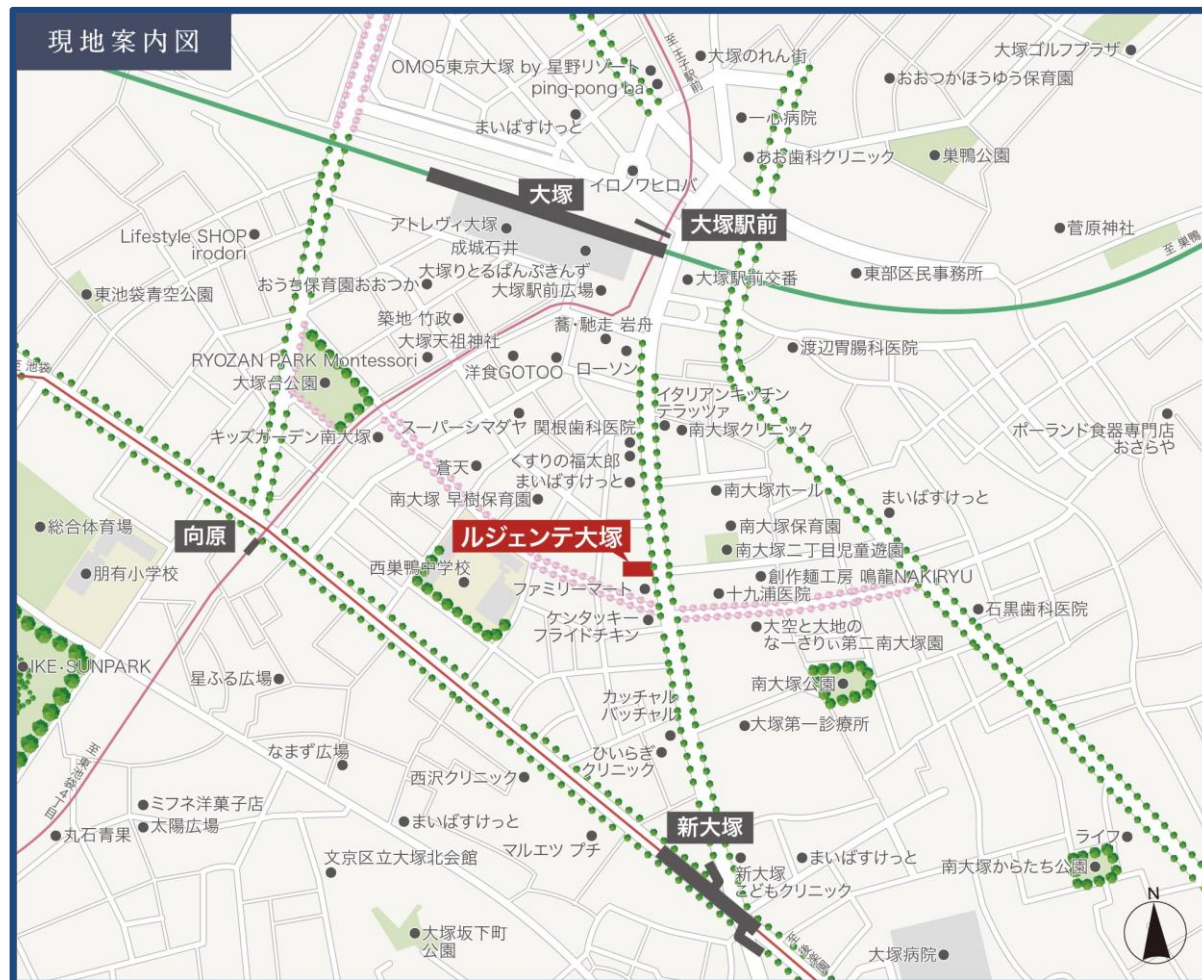 現地案内図
至 王子駅前
大塚のれん街
大塚ゴルフプラザ
OMO5東京大塚 by 星野リゾート
ping-pong ba
おおつかほうゆう保育園
まいばすけっと
一心病院
あお歯科クリニック
巣鴨公園
イロノワヒロバ
大塚
アトレヴィ大塚
大塚駅前
菅原神社
Lifestyle SHOP
irodori
成城石井
至 巣鴨
大塚りとるぱんぷきんず
東部区民事務所
おうち保育園おおつか
大塚駅前広場
大塚駅前交番
東池袋青空公園
築地 竹政
蕎・馳走 岩舟
大塚天祖神社
渡辺胃腸科医院
RYOZAN PARK Montessori
至 池袋
洋食GOTOO
ローソン
大塚台公園
イタリアンキッチン
テラッツァ
スーパーシマダヤ
関根歯科医院
南大塚クリニック
ポーランド食器専門店
おさらや
キッズガーデン南大塚
蒼天
くすりの福太郎
まいばすけっと
南大塚ホール
南大塚 早樹保育園
まいばすけっと
総合体育場
向原
ルジェンテ大塚
南大塚保育園
南大塚二丁目児童遊園
朋有小学校
西巣鴨中学校
ファミリーマート
創作麺工房 鳴龍NAKIRYU
十九浦医院
石黒歯科医院
ケンタッキー
フライドチキン
大空と大地の
なーさりぃ第二南大塚園
IKE・SUNPARK
星ふる広場
南大塚公園
カッチャル
バッチャル
大塚第一診療所
至 東池袋4丁目
なまず広場
ひいらぎ
クリニック
西沢クリニック
ミフネ洋菓子店
太陽広場
丸石青果
まいばすけっと
新大塚
マルエツ プチ
ライフ
文京区立大塚北会館
まいばすけっと
新大塚
こどもクリニック
南大塚からたち公園
大塚坂下町
公園
至 後楽園
大塚病院
N